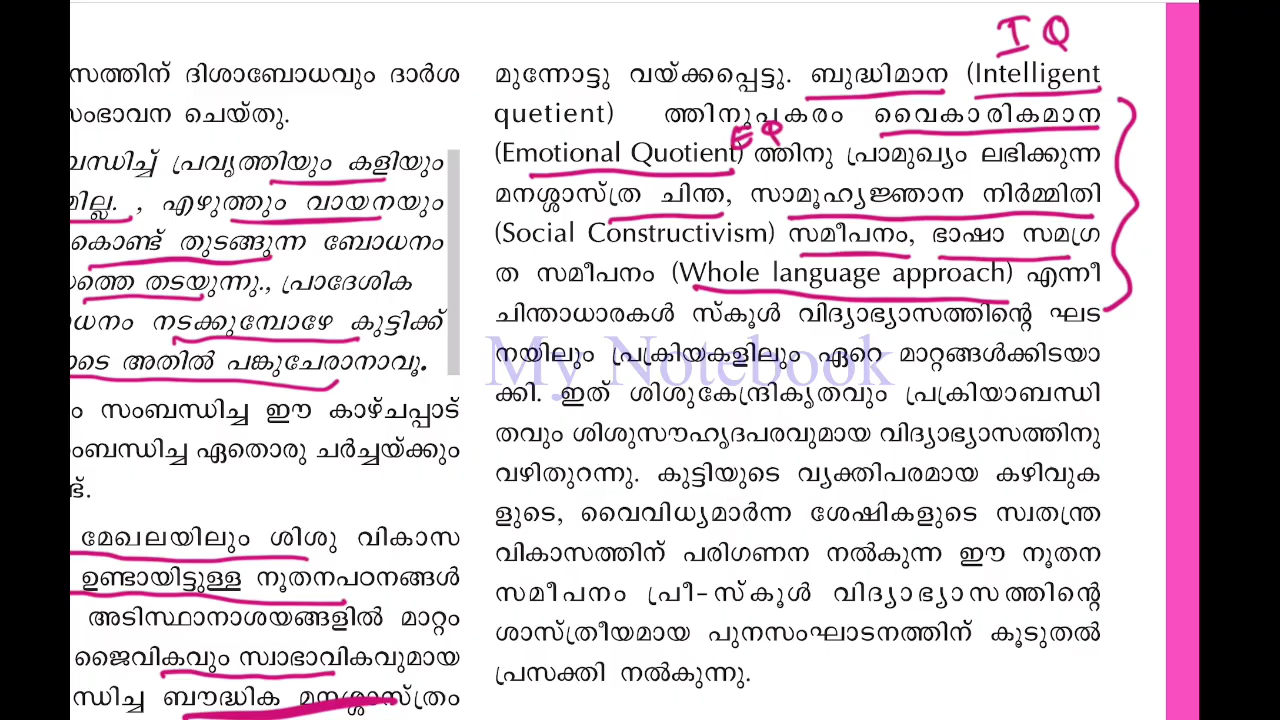 സത്തിന് ദിശാബോധവും ദാർശ
സംഭാവന ചെയ്തു.
ബന്ധിച്ച് പ്രവൃത്തിയും കളിയും
മില്ല. , എഴുത്തും വായനയും
കൊണ്ട് തുടങ്ങുന്ന ബോധനം
ത്തെ തടയുന്നു., പ്രാദേശിക
ധനം നടക്കുമ്പോഴേ കുട്ടിക്ക്
ടെ അതിൽ പങ്കുചേരാനാവൂ.
ം സംബന്ധിച്ച ഈ കാഴ്ചപ്പാട്
ംബന്ധിച്ച ഏതൊരു ചർച്ചയ്ക്കും
ട്.
മേഖലയിലും ശിശു വികാസ
ഉണ്ടായിട്ടുള്ള നൂതനപഠനങ്ങൾ
അടിസ്ഥാനാശയങ്ങളിൽ മാറ്റം
ജൈവികവും സ്വാഭാവികവുമായ
ന്ധിച്ച ബൗദ്ധിക മനശ്ശാസ്ത്രം
I Q
മുന്നോട്ടു വയ്ക്കപ്പെട്ടു. ബുദ്ധിമാന (Intelligent
quetient) ത്തിനുപകരം വൈകാരികമാന
EQ
(Emotional Quotient) ത്തിനു പ്രാമുഖ്യം ലഭിക്കുന്ന
മനശ്ശാസ്ത്ര ചിന്ത, സാമൂഹ്യജ്ഞാന നിർമ്മിതി
(Social Constructivism) സമീപനം, ഭാഷാ സമഗ്ര
ത സമീപനം (Whole language approach) എന്നീ
ചിന്താധാരകൾ സ്കൂൾ വിദ്യാഭ്യാസത്തിന്റെ ഘട
നയിലും പ്രക്രിയകളിലും ഏറെ മാറ്റങ്ങൾക്കിടയാ
My Notebook
ക്കി. ഇത് ശിശുകേന്ദ്രികൃതവും പ്രക്രിയാബന്ധി
തവും ശിശുസൗഹൃദപരവുമായ വിദ്യാഭ്യാസത്തിനു
വഴിതുറന്നു. കുട്ടിയുടെ വ്യക്തിപരമായ കഴിവുക
ളുടെ, വൈവിധ്യമാർന്ന ശേഷികളുടെ സ്വതന്ത്ര
വികാസത്തിന് പരിഗണന നൽകുന്ന ഈ നൂതന
സമീപനം പ്രീ-സ്കൂൾ വിദ്യാഭ്യാസത്തിന്റെ
ശാസ്ത്രീയമായ പുനസംഘാടനത്തിന് കൂടുതൽ
പ്രസക്തി നൽകുന്നു.